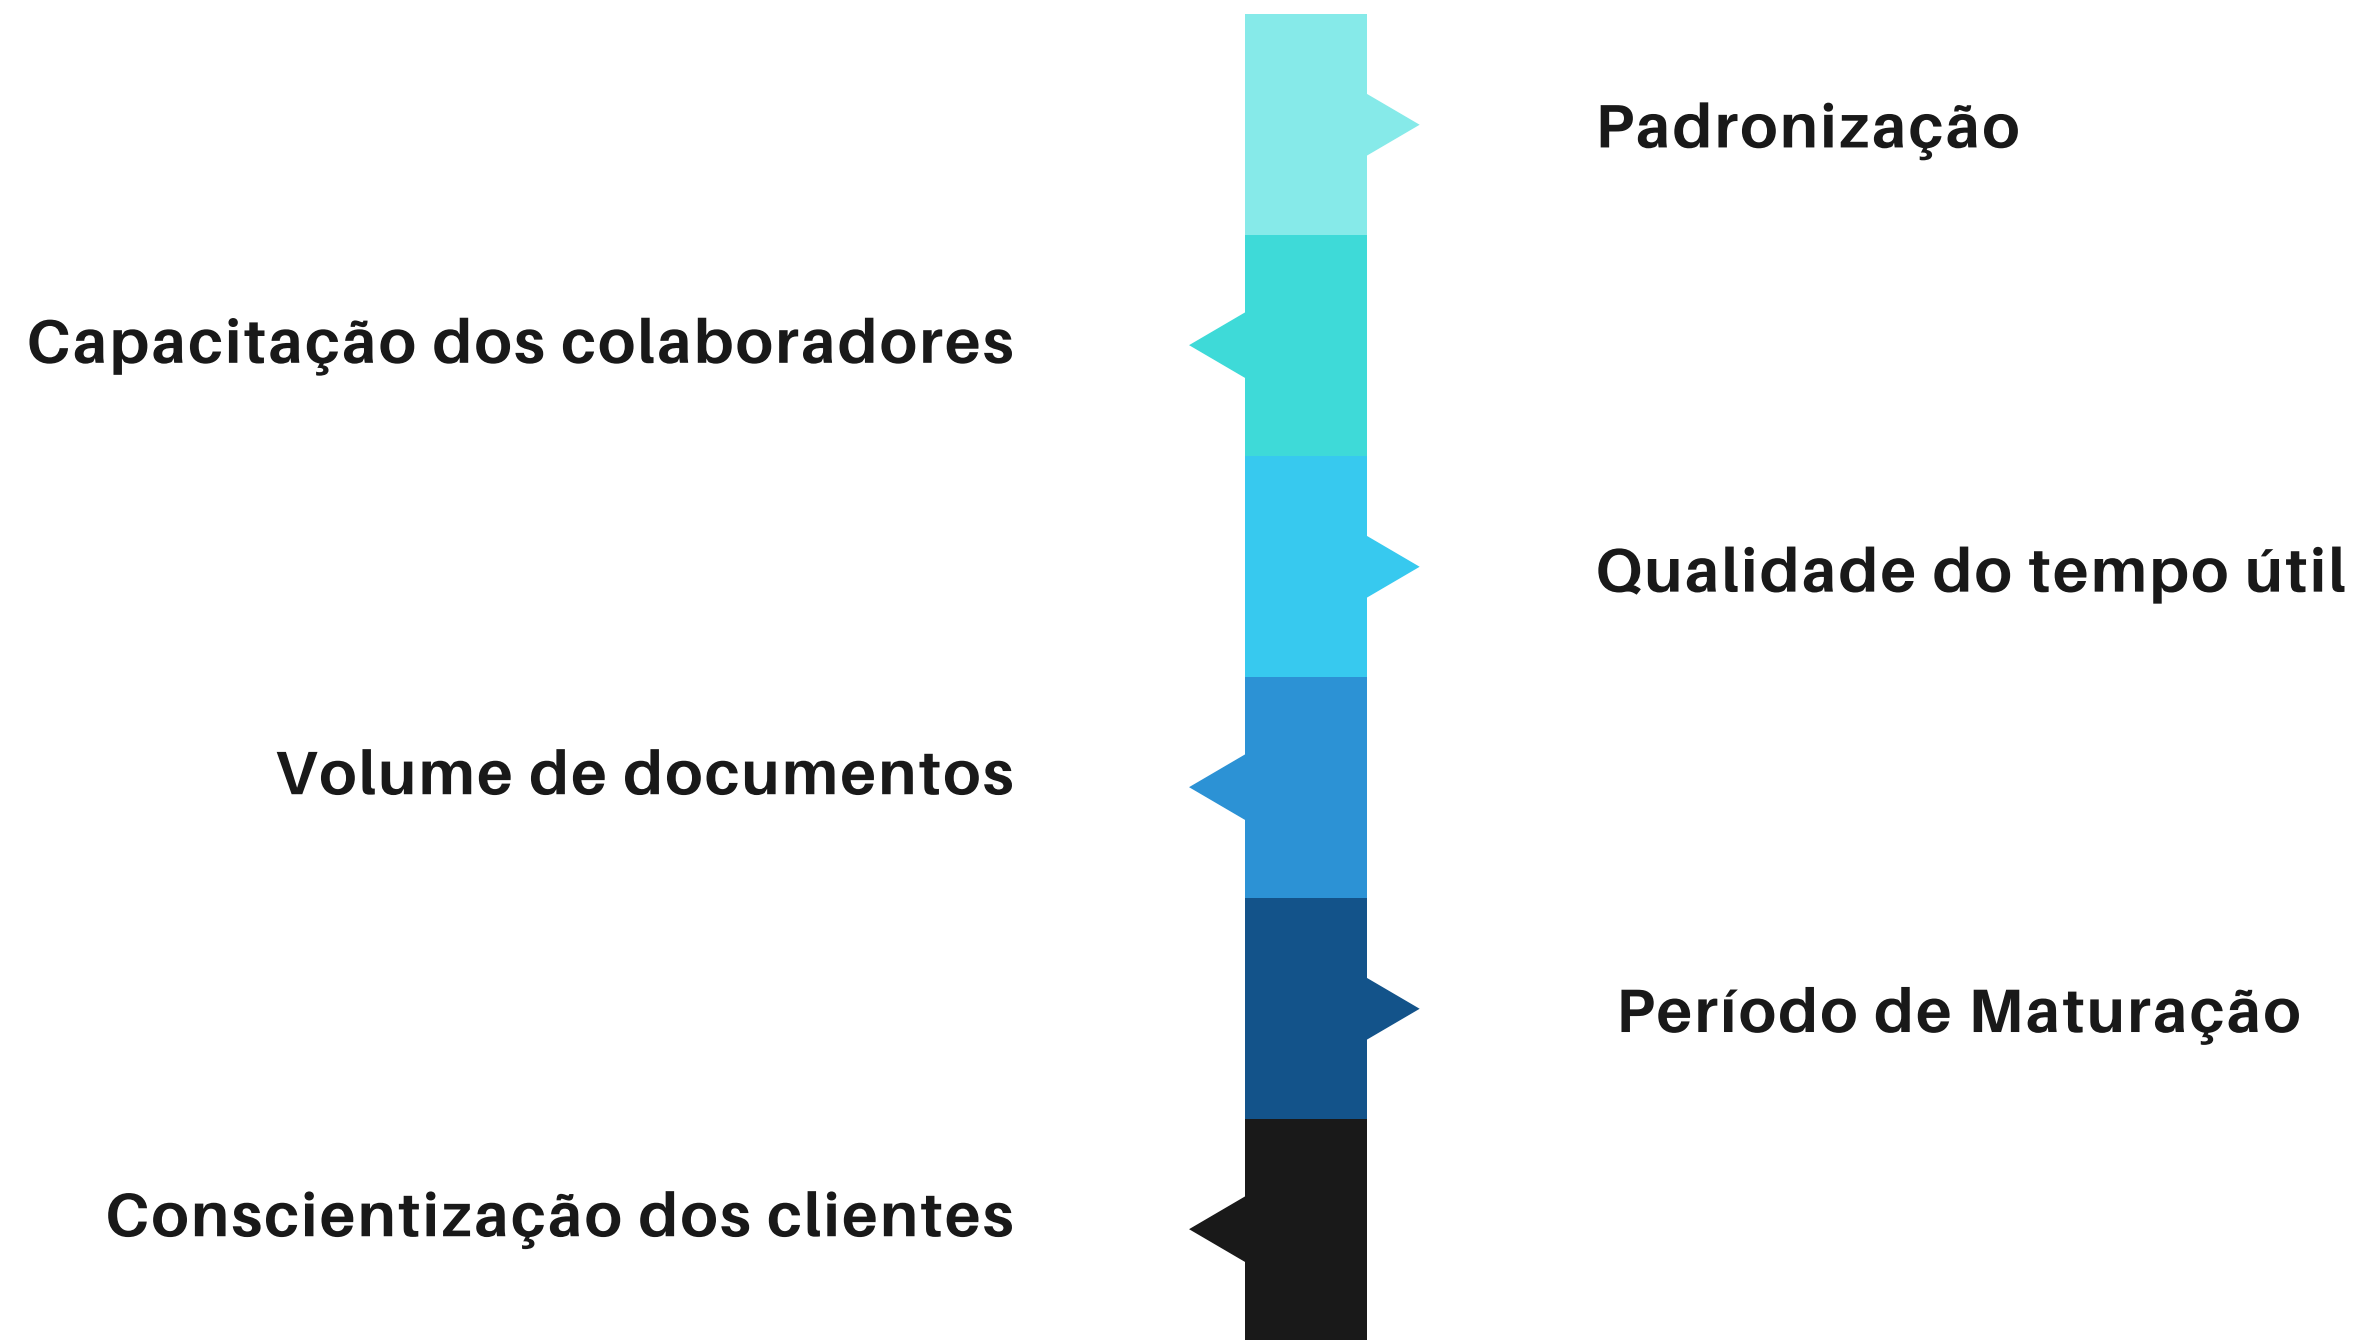 Padronização
Capacitação dos colaboradores
Qualidade do tempo útil
Volume de documentos
Período de Maturação
Conscientização dos clientes